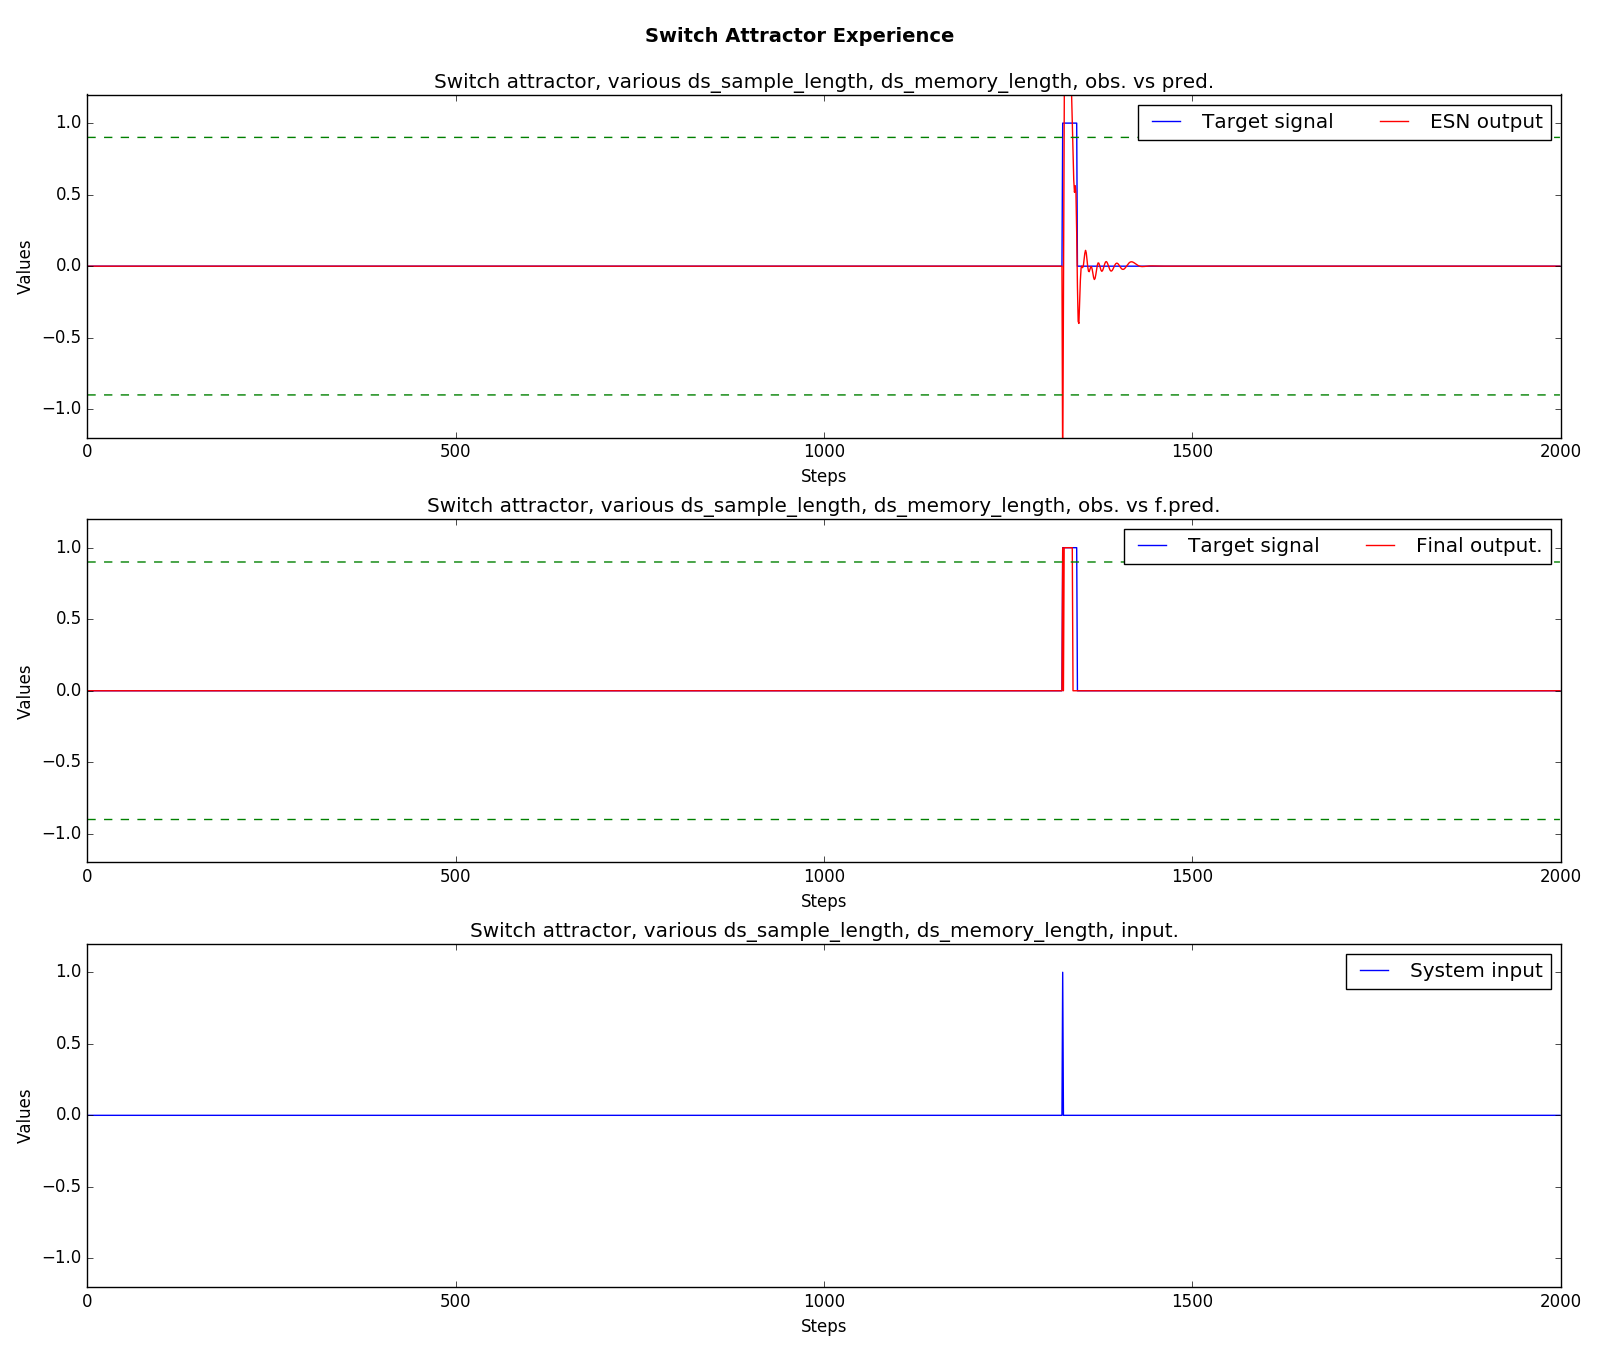 Switch Attractor Experience
Switch attractor, various ds_sample_length, ds_memory_length, obs. vs pred.
Target signal ESN output
1.0
0.5
0.0
−0.5
−1.0
Values
0 500 1000 1500 2000
Steps
Switch attractor, various ds_sample_length, ds_memory_length, obs. vs f.pred.
Target signal Final output.
1.0
0.5
0.0
−0.5
−1.0
Values
0 500 1000 1500 2000
Steps
Switch attractor, various ds_sample_length, ds_memory_length, input.
System input
1.0
0.5
0.0
−0.5
−1.0
Values
0 500 1000 1500 2000
Steps